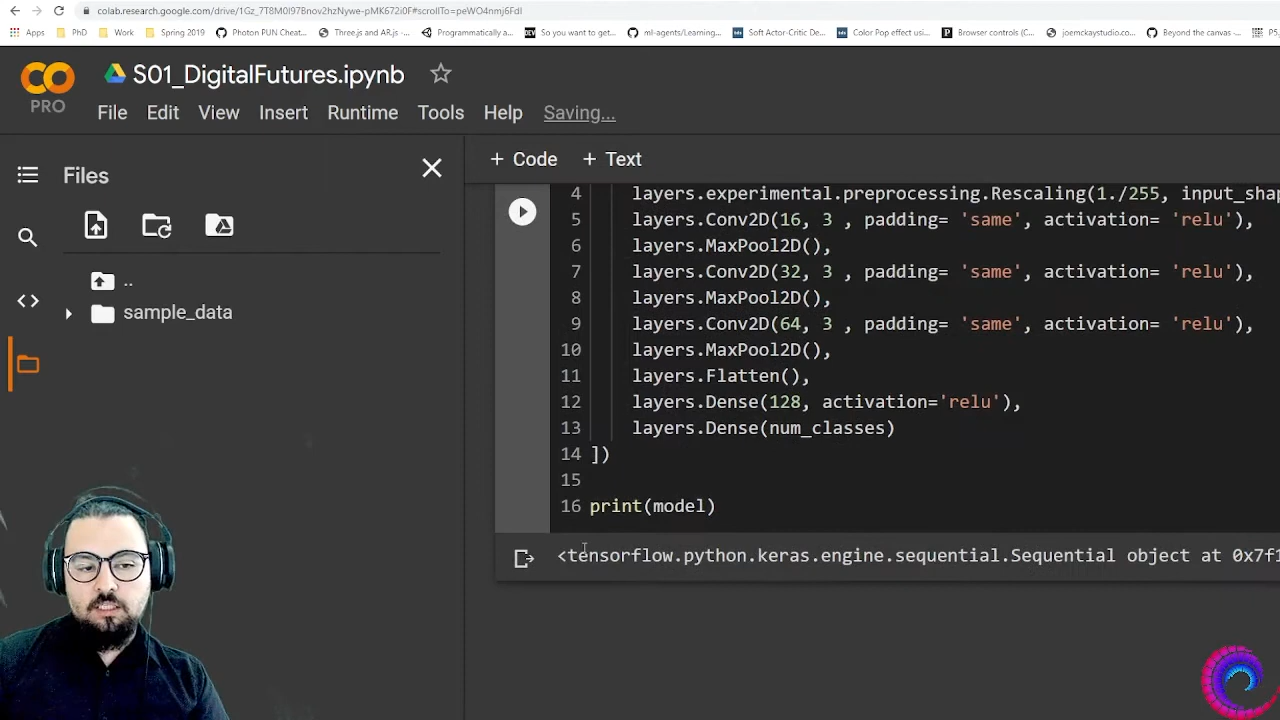 colab.research.google.com/drive/1Gz_7T8M0I97Bnov2hzNywe-pMK672i0F#scrollTo=peWO4nmj6FdI
Apps PhD Work Spring 2019 Photon PUN Cheat... Three.js and AR.js -... Programmatically a... So you want to get... ml-agents/Learning... Soft Actor-Critic De... Color Pop effect usi... Browser controls (C... joemckaystudio.co... Beyond the canvas -... P5.
CO S01_DigitalFutures.ipynb
PRO File Edit View Insert Runtime Tools Help Saving...
Files + Code + Text
..
sample_data
4 layers.experimental.preprocessing.Rescaling(1./255, input_shap
5 layers.Conv2D(16, 3 , padding= 'same', activation= 'relu'),
6 layers.MaxPool2D(),
7 layers.Conv2D(32, 3 , padding= 'same', activation= 'relu'),
8 layers.MaxPool2D(),
9 layers.Conv2D(64, 3 , padding= 'same', activation= 'relu'),
10 layers.MaxPool2D(),
11 layers.Flatten(),
12 layers.Dense(128, activation='relu'),
13 layers.Dense(num_classes)
14 ])
15
16 print(model)
<tensorflow.python.keras.engine.sequential.Sequential object at 0x7f1